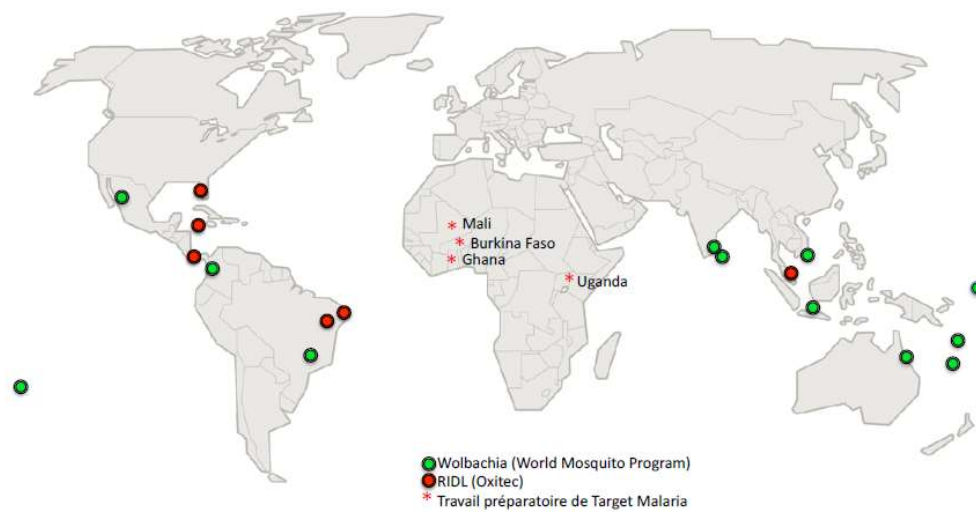 Mali
Burkina Faso
Ghana
Uganda
Wolbachia (World Mosquito Program)
RIDL (Oxitec)
* Travail préparatoire de Target Malaria